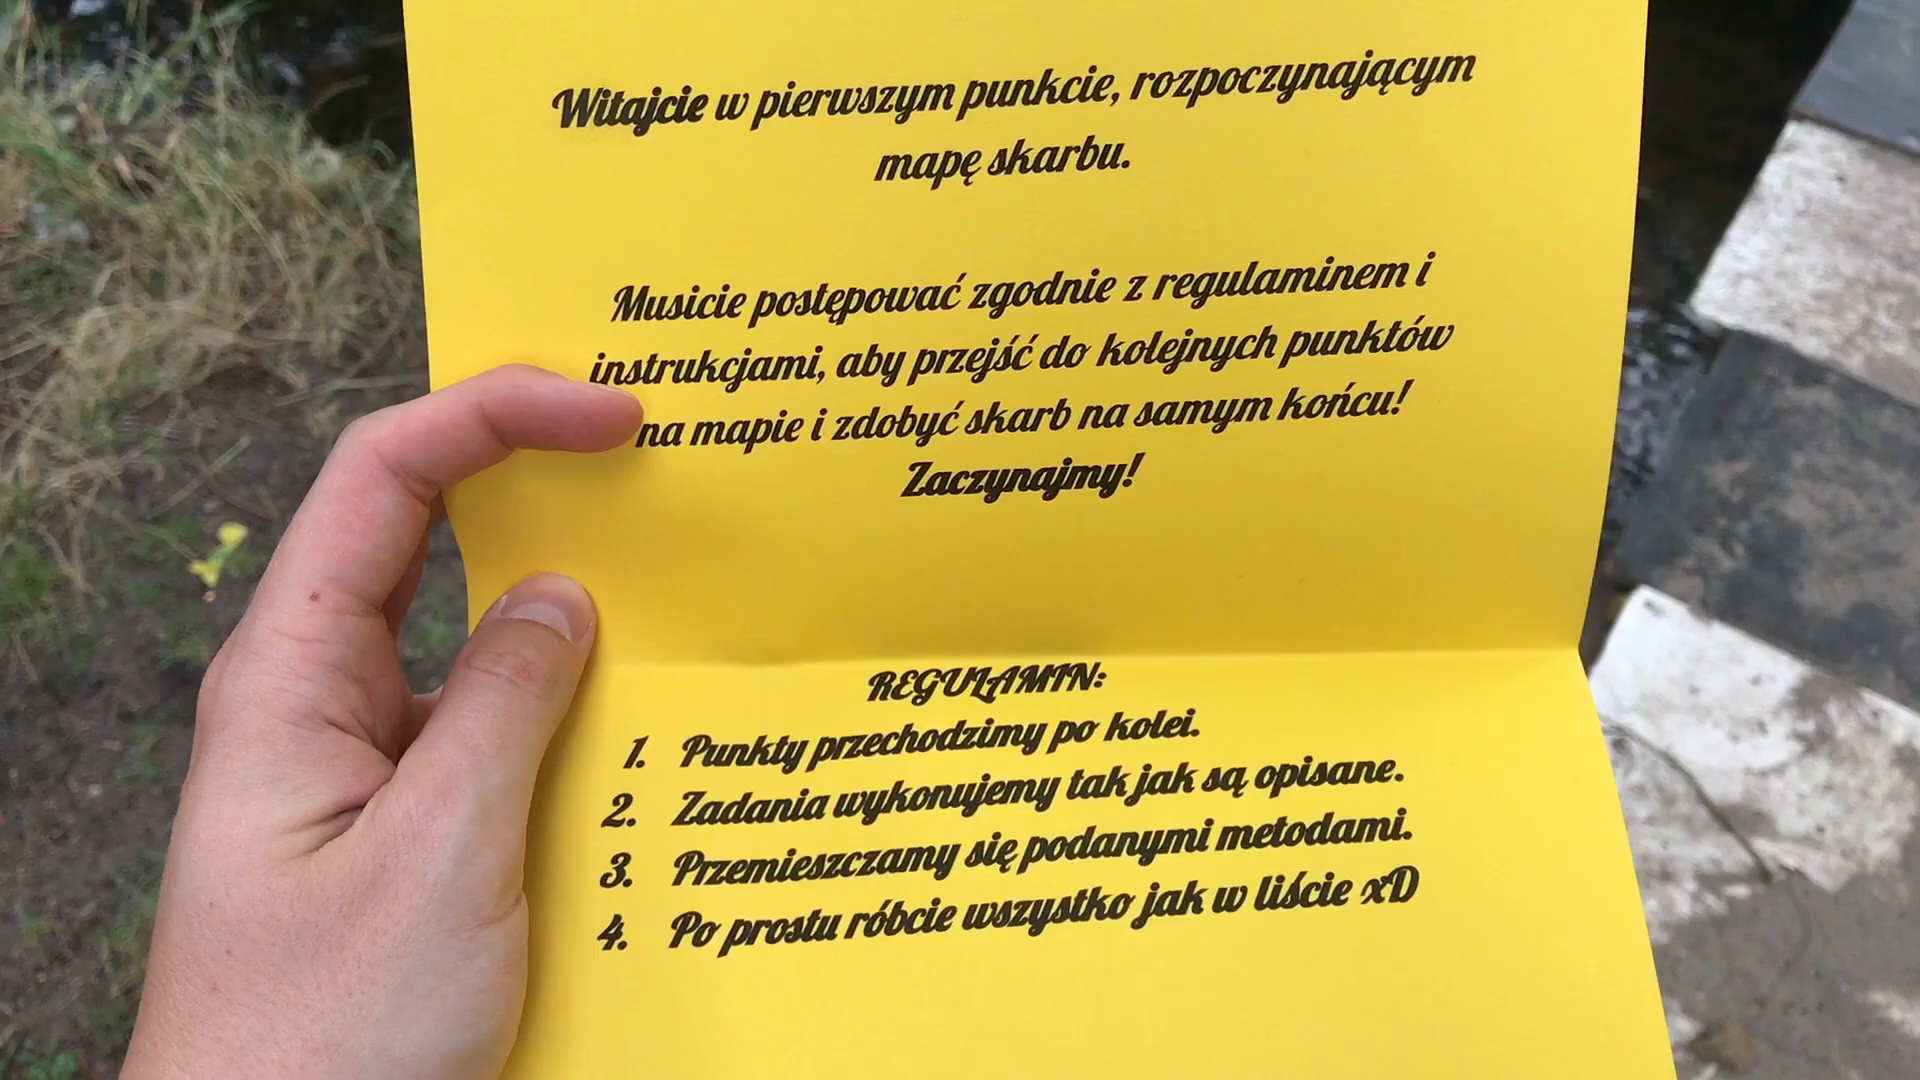 Witajcie w pierwszym punkcie, rozpoczynającym
mapę skarbu.
Musicie postępować zgodnie z regulaminem i
instrukcjami, aby przejść do kolejnych punktów
na mapie i zdobyć skarb na samym końcu!
Zaczynajmy!
REGULAMIN:
1. Punkty przechodzimy po kolei.
2. Zadania wykonujemy tak jak są opisane.
3. Przemieszczamy się podanymi metodami.
4. Po prostu róbcie wszystko jak w liście xD